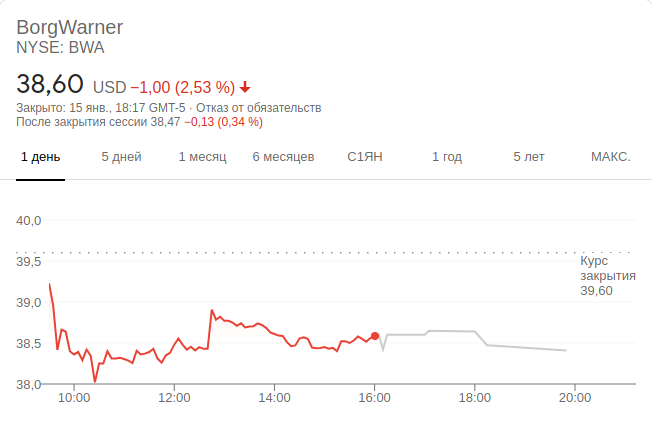 BorgWarner
NYSE: BWA
38,60 USD −1,00 (2,53 %)
Закрыто: 15 янв., 18:17 GMT-5 · Отказ от обязательств
После закрытия сессии 38,47 −0,13 (0,34 %)
1 день 5 дней 1 месяц 6 месяцев С1ЯН 1 год 5 лет МАКС.
40,0
39,5
39,0
38,5
38,0
Курс
закрытия
39,60
10:00 12:00 14:00 16:00 18:00 20:00